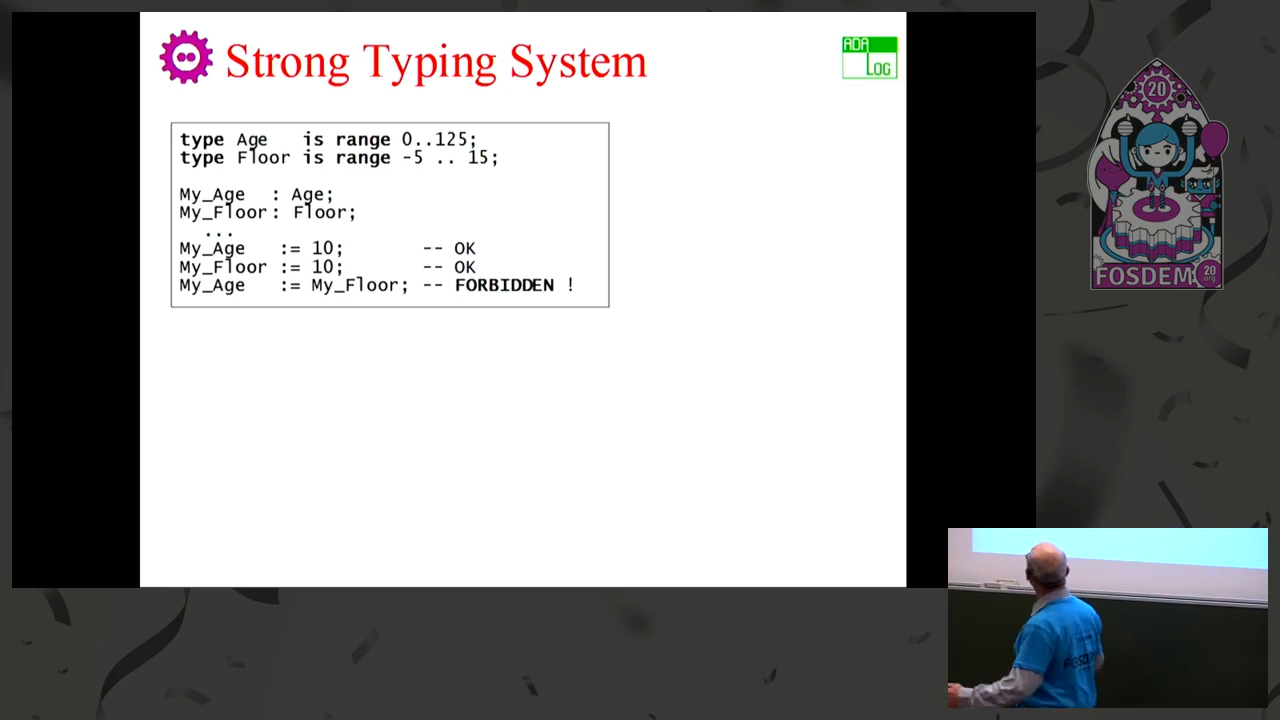 Strong Typing System
ADA
LOG
type Age is range 0..125;
type Floor is range -5 .. 15;
My_Age : Age;
My_Floor : Floor;
...
My_Age := 10; -- OK
My_Floor := 10; -- OK
My_Age := My_Floor; -- FORBIDDEN !
20
FOSDEM
20
.org